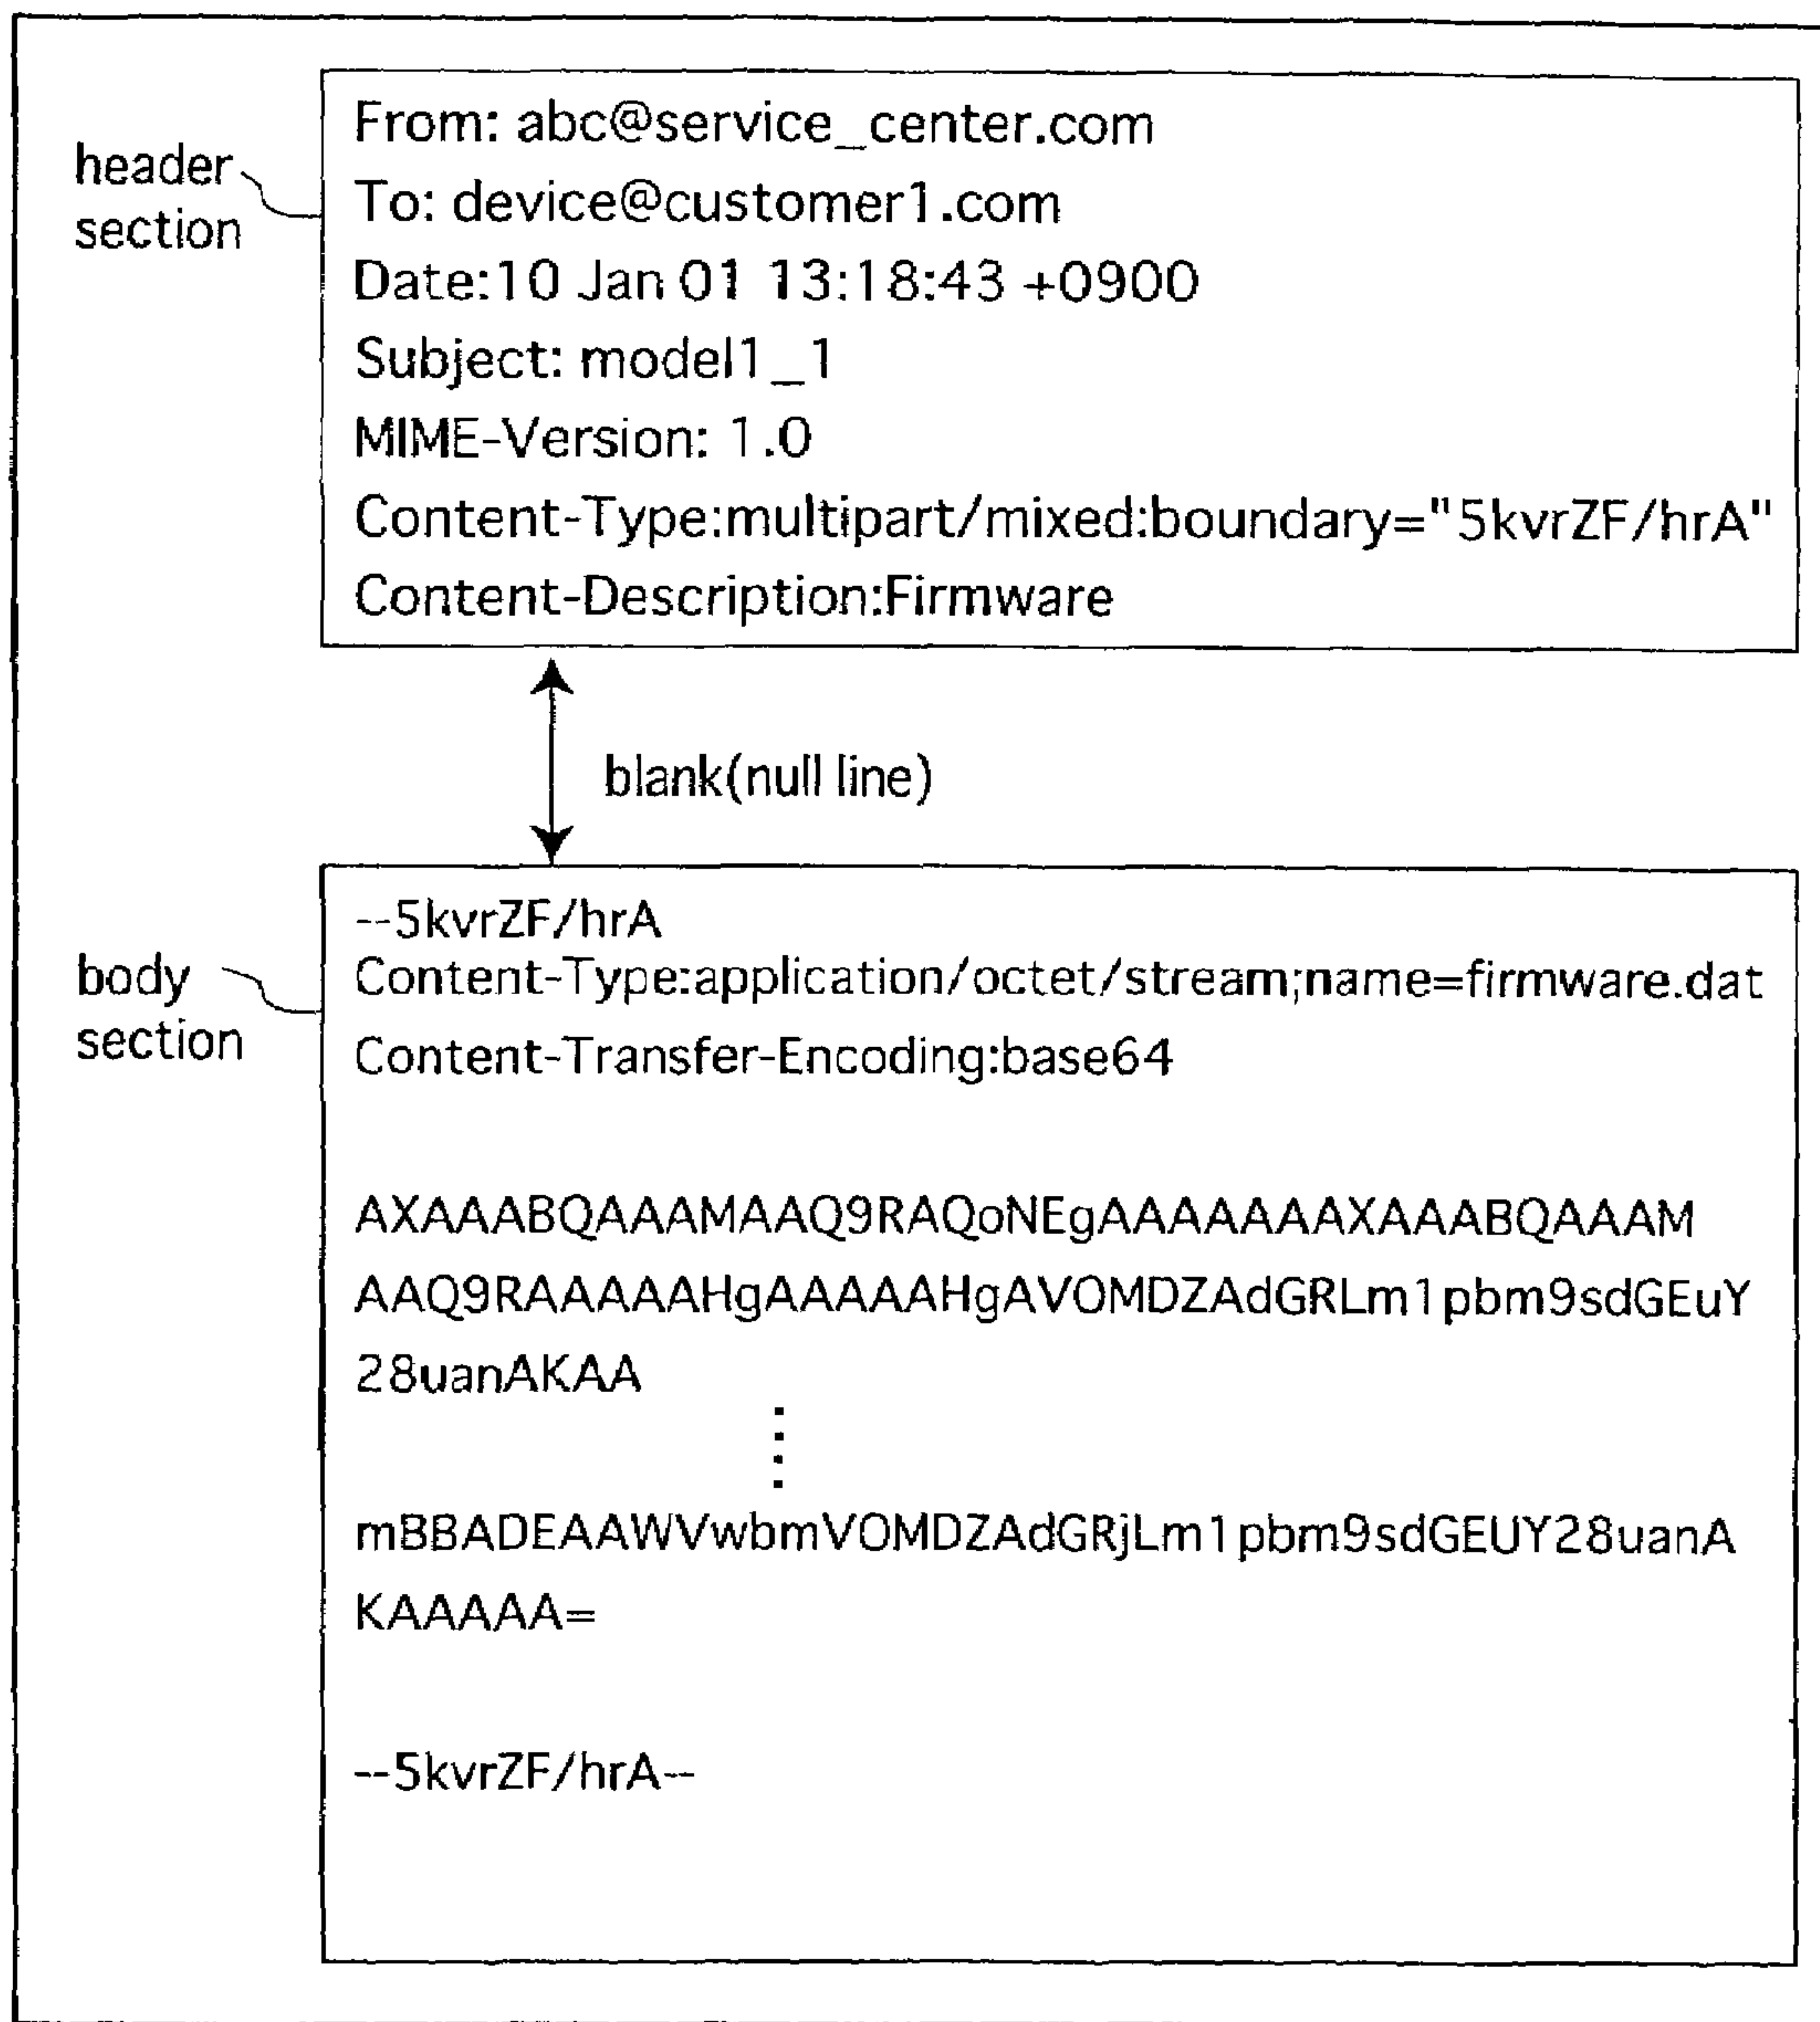 header
section
From: abc@service_center.com
To: device@customer1.com
Date:10 Jan 01 13:18:43 +0900
Subject: model1_1
MIME-Version: 1.0
Content-Type:multipart/mixed:boundary="5kvrZF/hrA"
Content-Description:Firmware
blank(null line)
body
section
--5kvrZF/hrA
Content-Type:application/octet/stream;name=firmware.dat
Content-Transfer-Encoding:base64
AXAAABQAAAMAAQ9RAQoNEgAAAAAAAXAAABQAAAM
AAQ9RAAAAAHgAAAAAHgAVOMDZAdGRLm1pbm9sdGEuY
28uanAKAA
mBBADEAAWVwbmVOMDZAdGRjLm1pbm9sdGEUY28uanA
KAAAAA=
--5kvrZF/hrA--